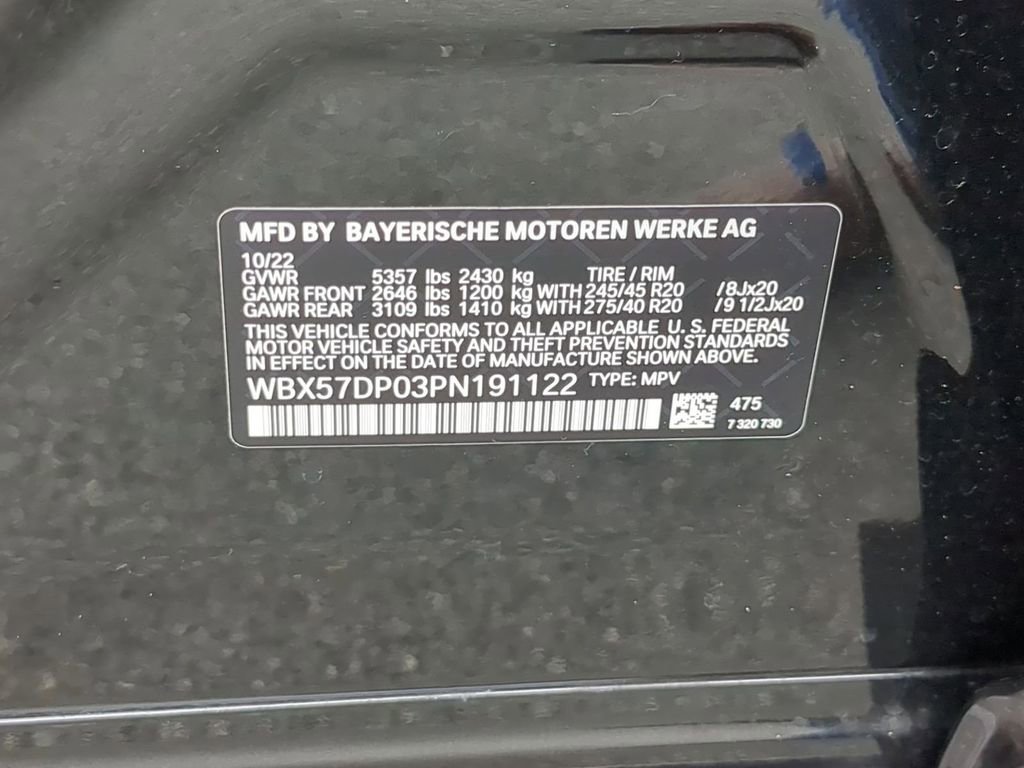 MFD BY BAYERISCHE MOTOREN WERKE AG
10/22
GVWR 5357 lbs 2430 kg TIRE / RIM
GAWR FRONT 2646 lbs 1200 kg WITH 245/45 R20 /8Jx20
GAWR REAR 3109 lbs 1410 kg WITH 275/40 R20 /9 1/2Jx20
THIS VEHICLE CONFORMS TO ALL APPLICABLE U. S. FEDERAL
MOTOR VEHICLE SAFETY AND THEFT PREVENTION STANDARDS
IN EFFECT ON THE DATE OF MANUFACTURE SHOWN ABOVE.
WBX57DP03PN191122 TYPE: MPV
475
7 320 730